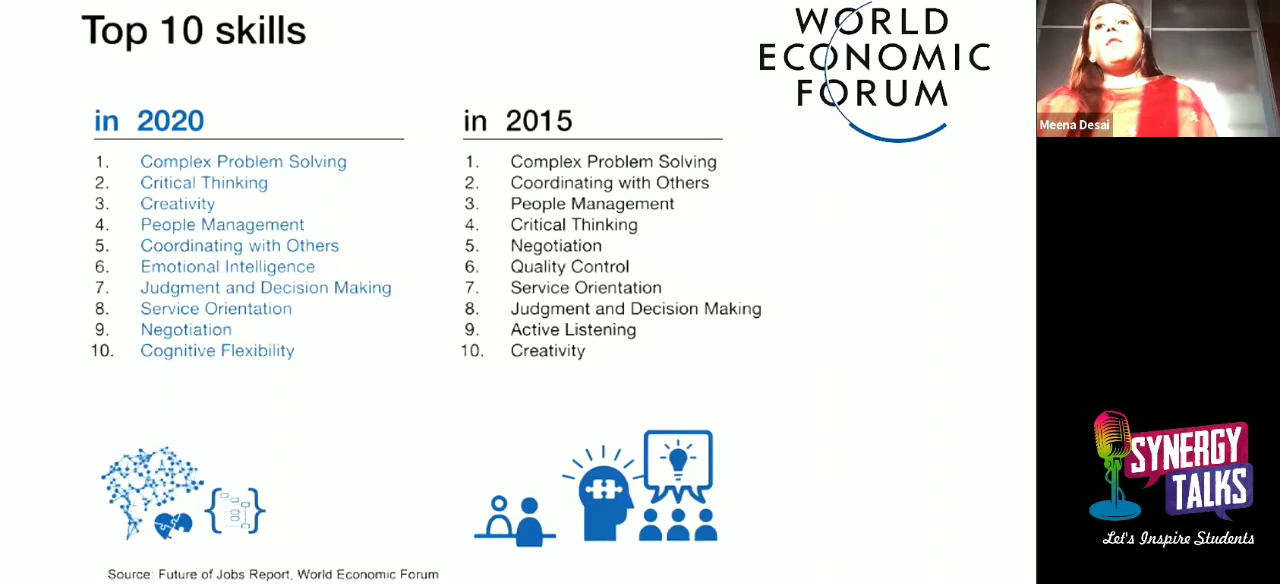 Top 10 skills
WORLD
ECONOMIC
FORUM
in 2020
1. Complex Problem Solving
2. Critical Thinking
3. Creativity
4. People Management
5. Coordinating with Others
6. Emotional Intelligence
7. Judgment and Decision Making
8. Service Orientation
9. Negotiation
10. Cognitive Flexibility
in 2015
1. Complex Problem Solving
2. Coordinating with Others
3. People Management
4. Critical Thinking
5. Negotiation
6. Quality Control
7. Service Orientation
8. Judgment and Decision Making
9. Active Listening
10. Creativity
Source: Future of Jobs Report, World Economic Forum
Meena Desai
SYNERGY
TALKS
Let's Inspire Students